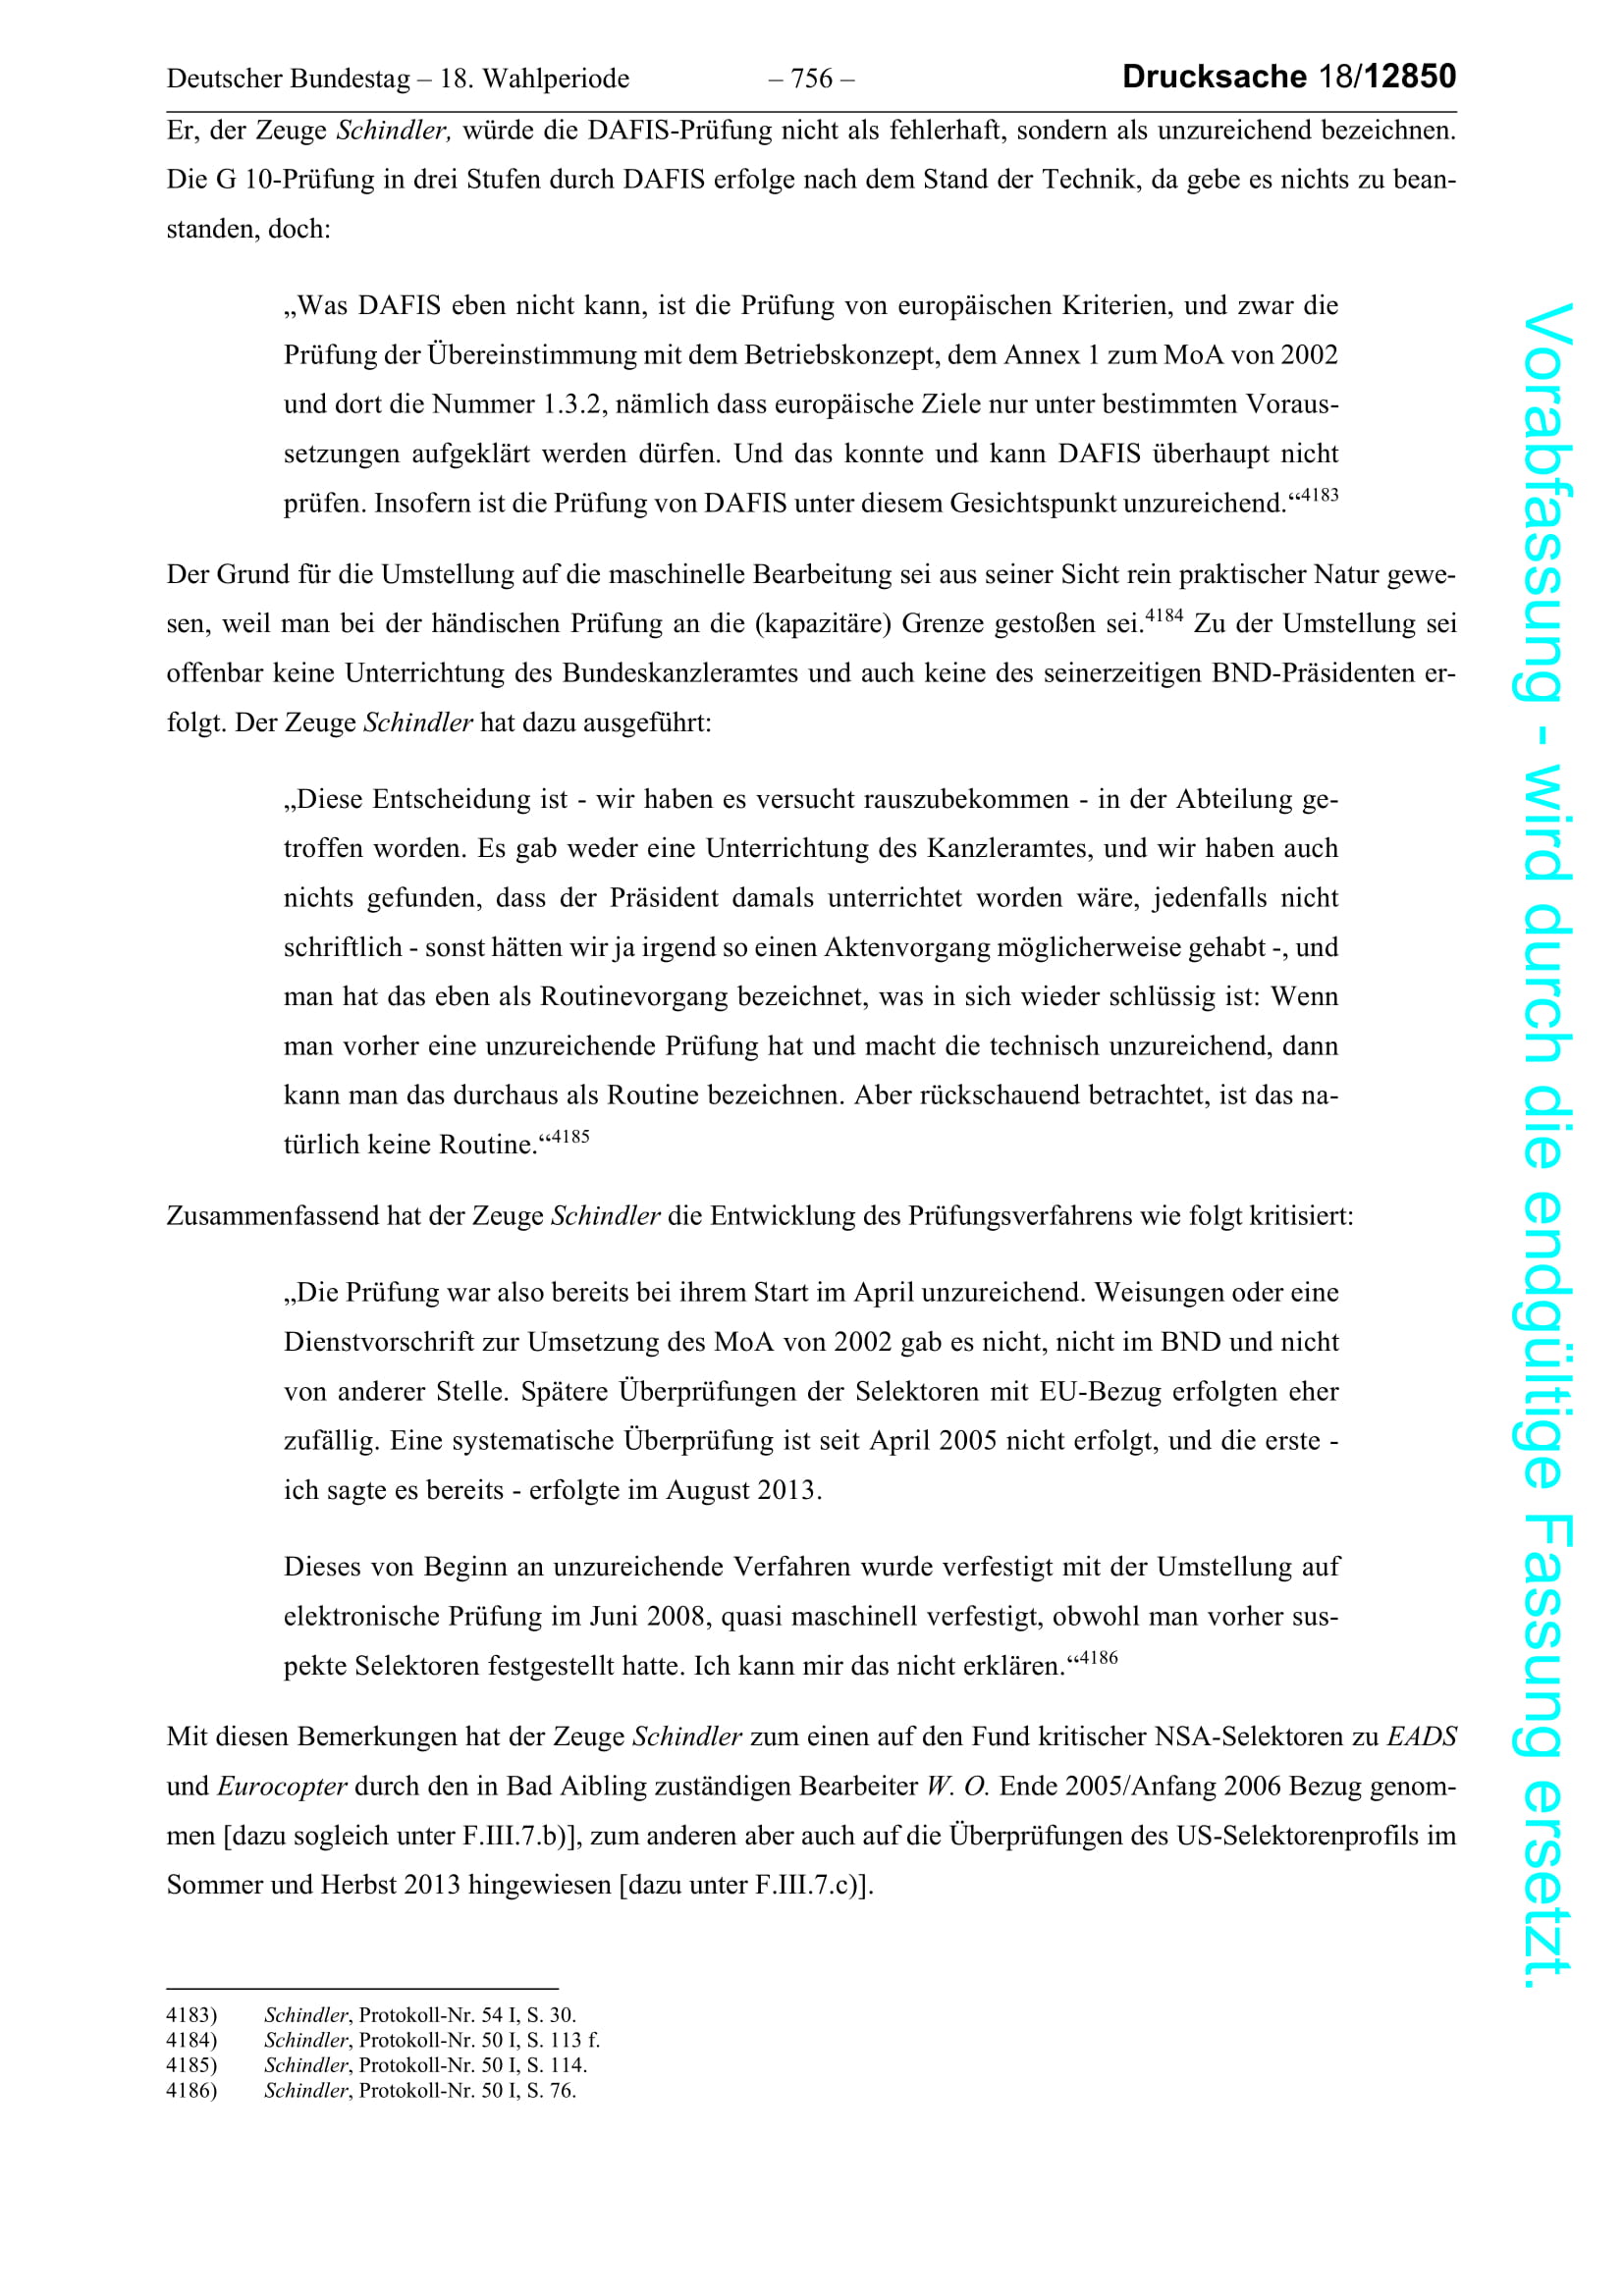 Deutscher Bundestag – 18. Wahlperiode – 756 – Drucksache 18/12850
Er, der Zeuge Schindler, würde die DAFIS-Prüfung nicht als fehlerhaft, sondern als unzureichend bezeichnen.
Die G 10-Prüfung in drei Stufen durch DAFIS erfolge nach dem Stand der Technik, da gebe es nichts zu bean-
standen, doch:
„Was DAFIS eben nicht kann, ist die Prüfung von europäischen Kriterien, und zwar die
Prüfung der Übereinstimmung mit dem Betriebskonzept, dem Annex 1 zum MoA von 2002
und dort die Nummer 1.3.2, nämlich dass europäische Ziele nur unter bestimmten Voraus-
setzungen aufgeklärt werden dürfen. Und das konnte und kann DAFIS überhaupt nicht
prüfen. Insofern ist die Prüfung von DAFIS unter diesem Gesichtspunkt unzureichend.“4183
Der Grund für die Umstellung auf die maschinelle Bearbeitung sei aus seiner Sicht rein praktischer Natur gewe-
sen, weil man bei der händischen Prüfung an die (kapazitäre) Grenze gestoßen sei.4184 Zu der Umstellung sei
offenbar keine Unterrichtung des Bundeskanzleramtes und auch keine des seinerzeitigen BND-Präsidenten er-
folgt. Der Zeuge Schindler hat dazu ausgeführt:
„Diese Entscheidung ist - wir haben es versucht rauszubekommen - in der Abteilung ge-
troffen worden. Es gab weder eine Unterrichtung des Kanzleramtes, und wir haben auch
nichts gefunden, dass der Präsident damals unterrichtet worden wäre, jedenfalls nicht
schriftlich - sonst hätten wir ja irgend so einen Aktenvorgang möglicherweise gehabt -, und
man hat das eben als Routinevorgang bezeichnet, was in sich wieder schlüssig ist: Wenn
man vorher eine unzureichende Prüfung hat und macht die technisch unzureichend, dann
kann man das durchaus als Routine bezeichnen. Aber rückschauend betrachtet, ist das na-
türlich keine Routine.“4185
Zusammenfassend hat der Zeuge Schindler die Entwicklung des Prüfungsverfahrens wie folgt kritisiert:
„Die Prüfung war also bereits bei ihrem Start im April unzureichend. Weisungen oder eine
Dienstvorschrift zur Umsetzung des MoA von 2002 gab es nicht, nicht im BND und nicht
von anderer Stelle. Spätere Überprüfungen der Selektoren mit EU-Bezug erfolgten eher
zufällig. Eine systematische Überprüfung ist seit April 2005 nicht erfolgt, und die erste -
ich sagte es bereits - erfolgte im August 2013.
Dieses von Beginn an unzureichende Verfahren wurde verfestigt mit der Umstellung auf
elektronische Prüfung im Juni 2008, quasi maschinell verfestigt, obwohl man vorher sus-
pekte Selektoren festgestellt hatte. Ich kann mir das nicht erklären.“4186
Mit diesen Bemerkungen hat der Zeuge Schindler zum einen auf den Fund kritischer NSA-Selektoren zu EADS
und Eurocopter durch den in Bad Aibling zuständigen Bearbeiter W. O. Ende 2005/Anfang 2006 Bezug genom-
men [dazu sogleich unter F.III.7.b)], zum anderen aber auch auf die Überprüfungen des US-Selektorenprofils im
Sommer und Herbst 2013 hingewiesen [dazu unter F.III.7.c)].
4183) Schindler, Protokoll-Nr. 54 I, S. 30.
4184) Schindler, Protokoll-Nr. 50 I, S. 113 f.
4185) Schindler, Protokoll-Nr. 50 I, S. 114.
4186) Schindler, Protokoll-Nr. 50 I, S. 76.
Vorabfassung - wird durch die endgültige Fassung ersetzt.